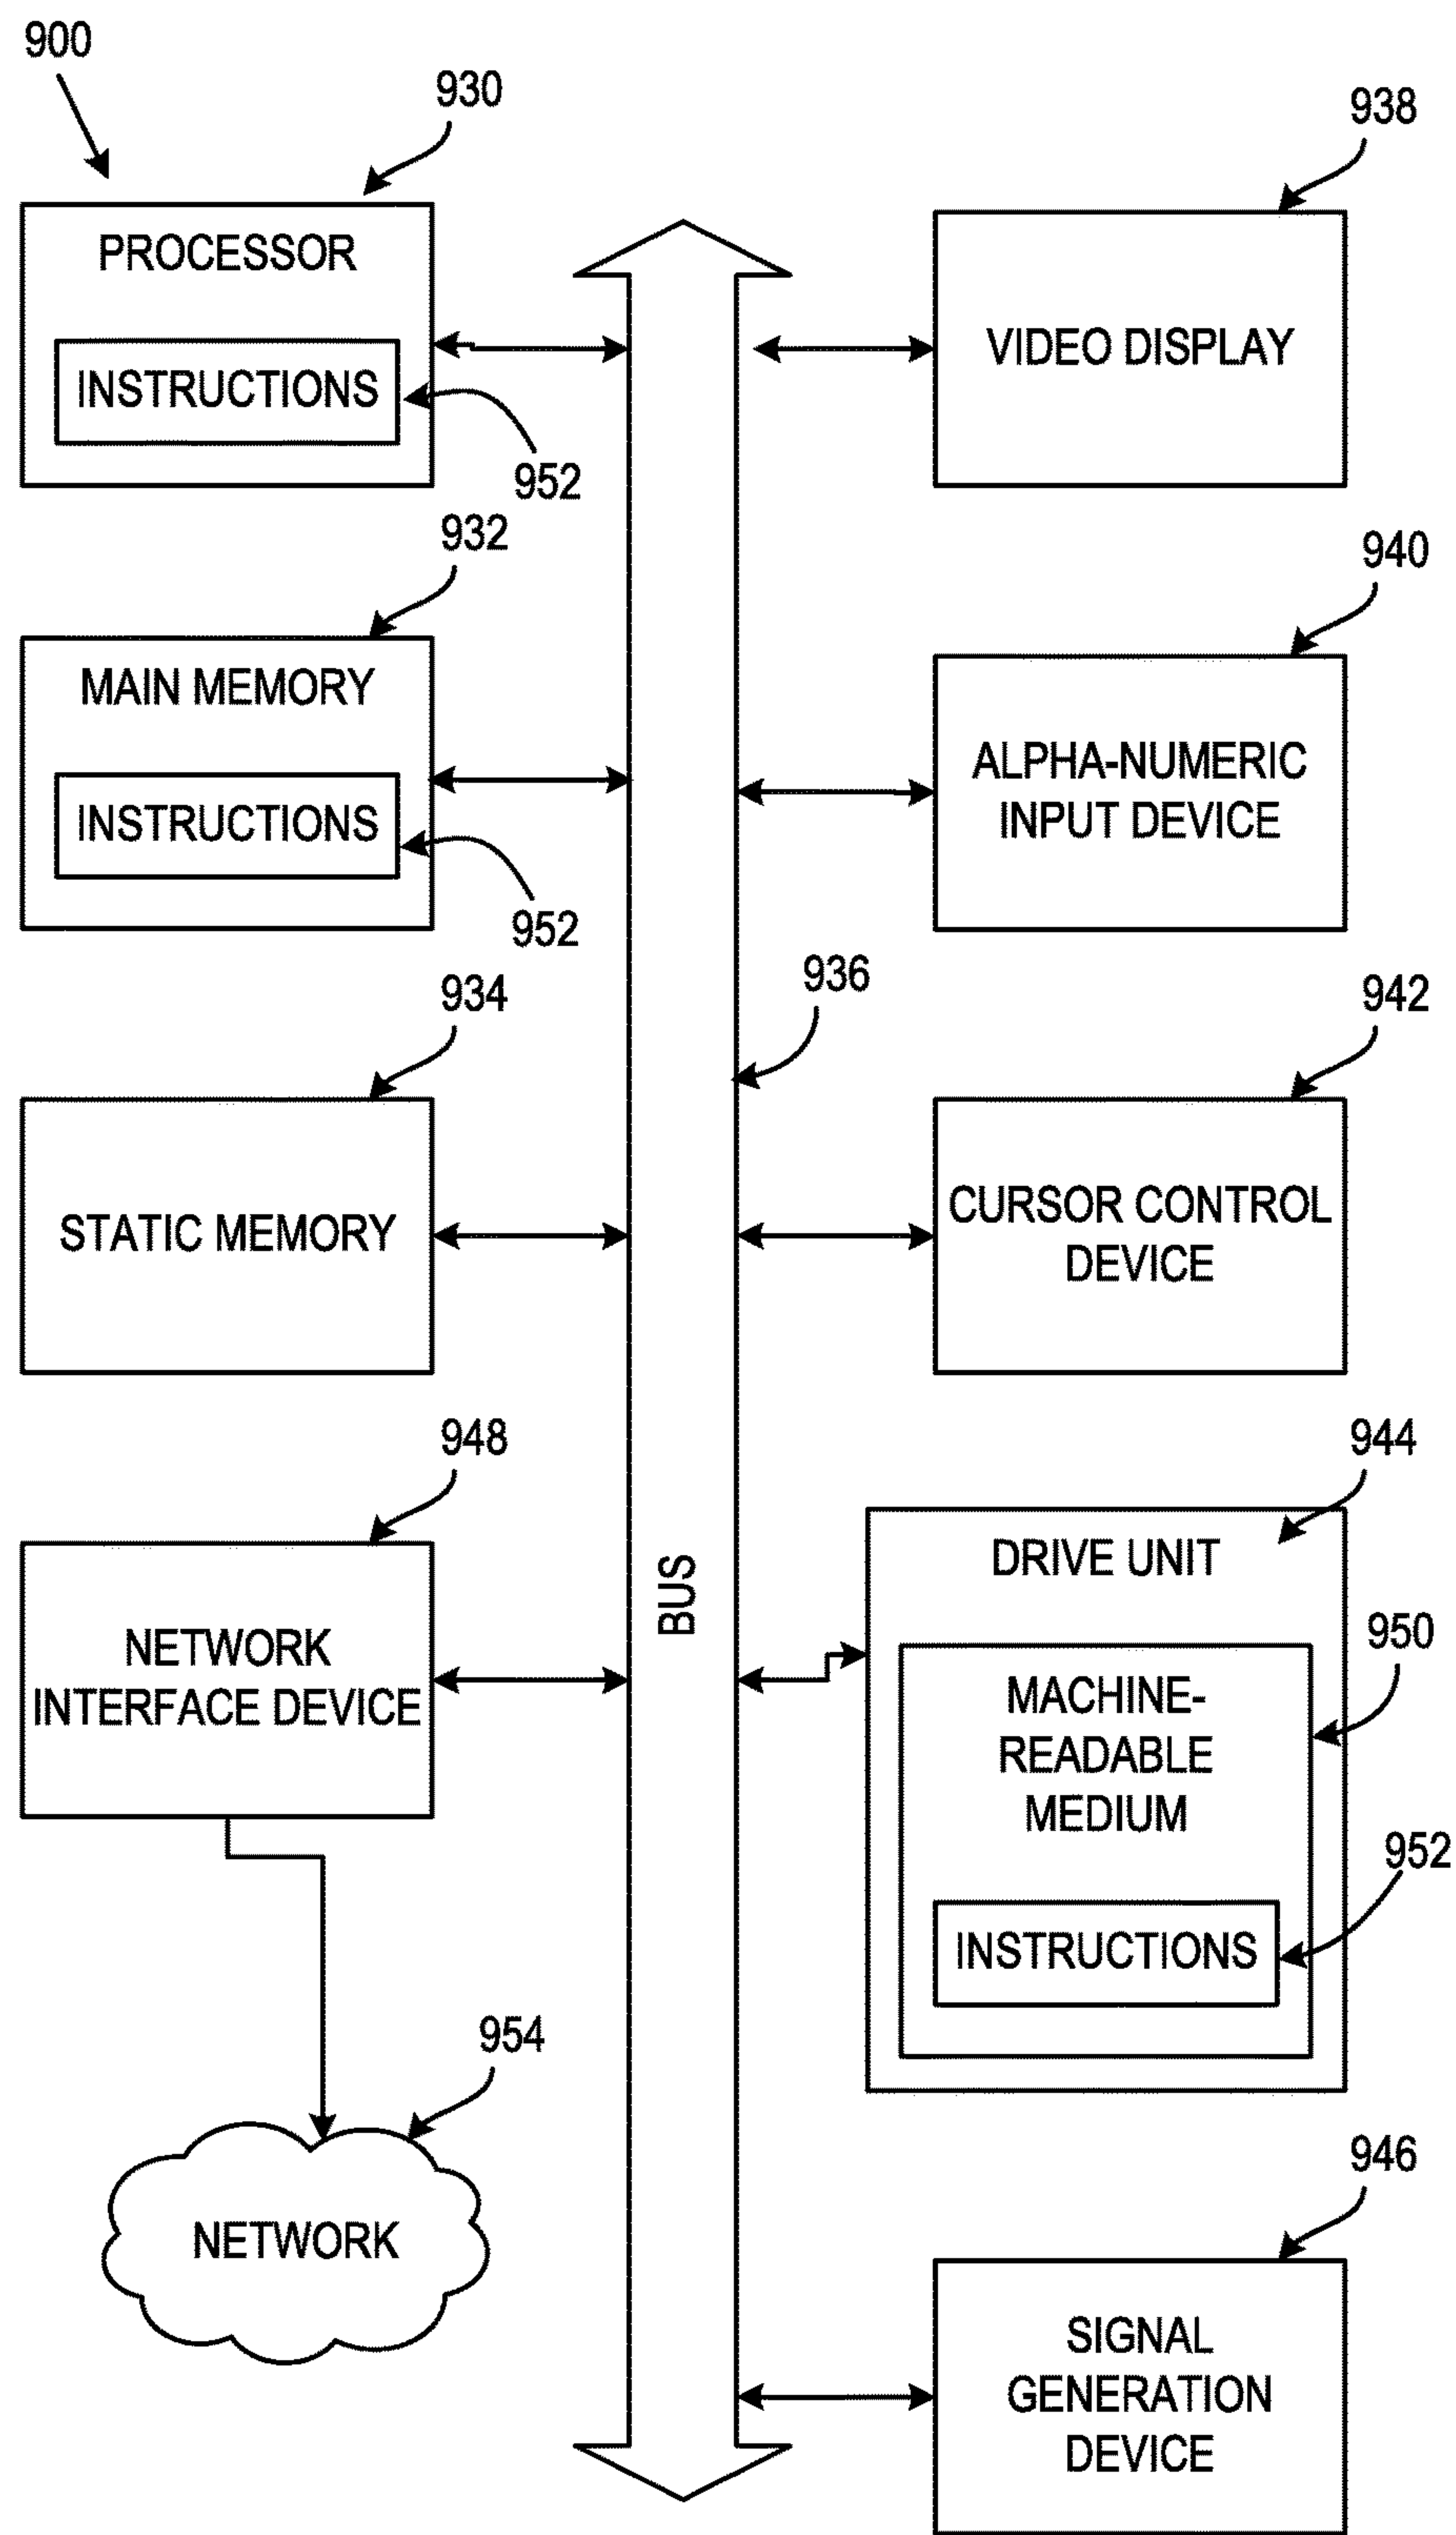 900
930
PROCESSOR
INSTRUCTIONS
952
932
MAIN MEMORY
INSTRUCTIONS
952
934
STATIC MEMORY
948
NETWORK
INTERFACE DEVICE
954
NETWORK
BUS
936
938
VIDEO DISPLAY
940
ALPHA-NUMERIC
INPUT DEVICE
942
CURSOR CONTROL
DEVICE
944
DRIVE UNIT
950
MACHINE-
READABLE
MEDIUM
952
INSTRUCTIONS
946
SIGNAL
GENERATION
DEVICE